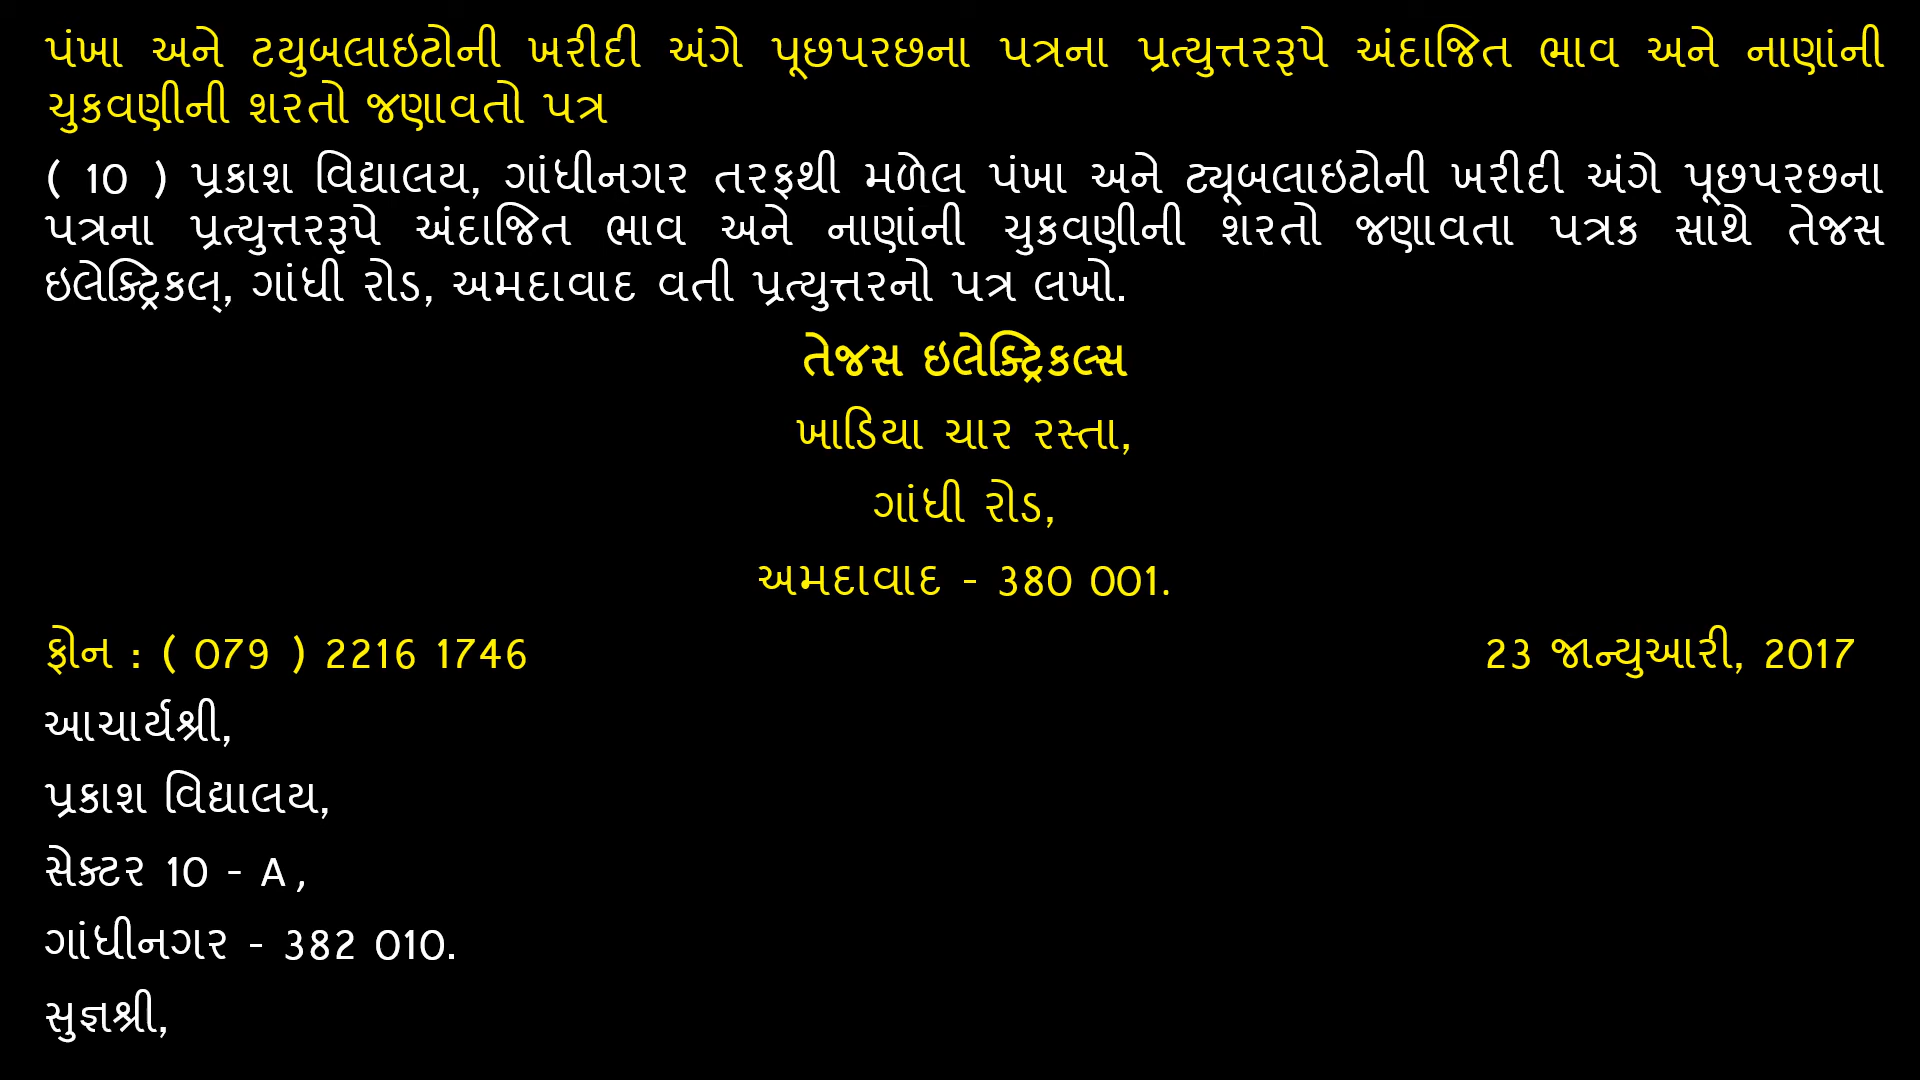 પંખા અને ટયુબલાઇટોની ખરીદી અંગે પૂછપરછના પત્રના પ્રત્યુત્તરરૂપે અંદાજિત ભાવ અને નાણાંની
ચુકવણીની શરતો જણાવતો પત્ર
( 10 ) પ્રકાશ વિદ્યાલય, ગાંધીનગર તરફથી મળેલ પંખા અને ટ્યૂબલાઇટોની ખરીદી અંગે પૂછપરછના
પત્રના પ્રત્યુત્તરરૂપે અંદાજિત ભાવ અને નાણાંની ચુકવણીની શરતો જણાવતા પત્રક સાથે તેજસ
ઇલેક્ટ્રિકલ્, ગાંધી રોડ, અમદાવાદ વતી પ્રત્યુત્તરનો પત્ર લખો.
તેજસ ઇલેક્ટ્રિકલ્સ
ખાડિયા ચાર રસ્તા,
ગાંધી રોડ,
અમદાવાદ - 380 001.
ફોન : ( 079 ) 2216 1746 23 જાન્યુઆરી, 2017
આચાર્યશ્રી,
પ્રકાશ વિદ્યાલય,
સેક્ટર 10 - A ,
ગાંધીનગર - 382 010.
સુજ્ઞશ્રી,